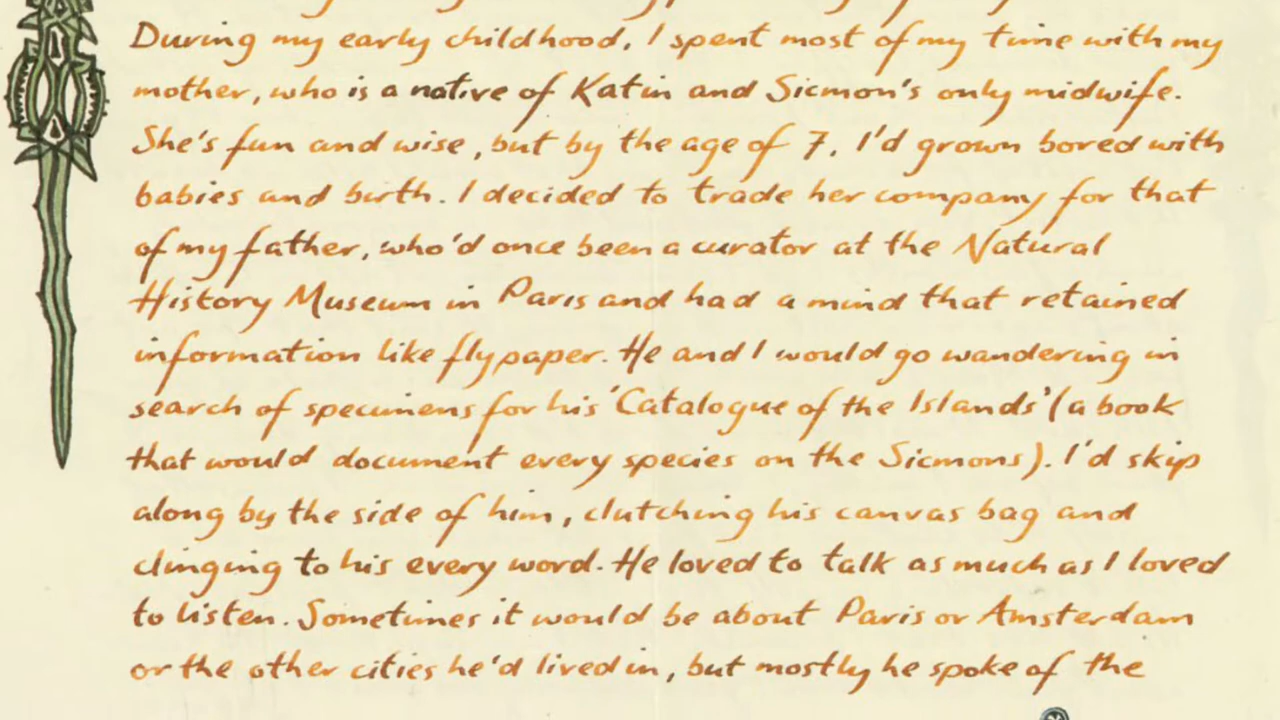 During my early childhood, I spent most of my time with my
mother, who is a native of Katin and Sicmon's only midwife.
She's fun and wise, but by the age of 7, I'd grown bored with
babies and birth. I decided to trade her company for that
of my father, who'd once been a curator at the Natural
History Museum in Paris and had a mind that retained
information like flypaper. He and I would go wandering in
search of specimens for his 'Catalogue of the Islands' (a book
that would document every species on the Sicmons). I'd skip
along by the side of him, clutching his canvas bag and
clinging to his every word. He loved to talk as much as I loved
to listen. Sometimes it would be about Paris or Amsterdam
or the other cities he'd lived in, but mostly he spoke of the